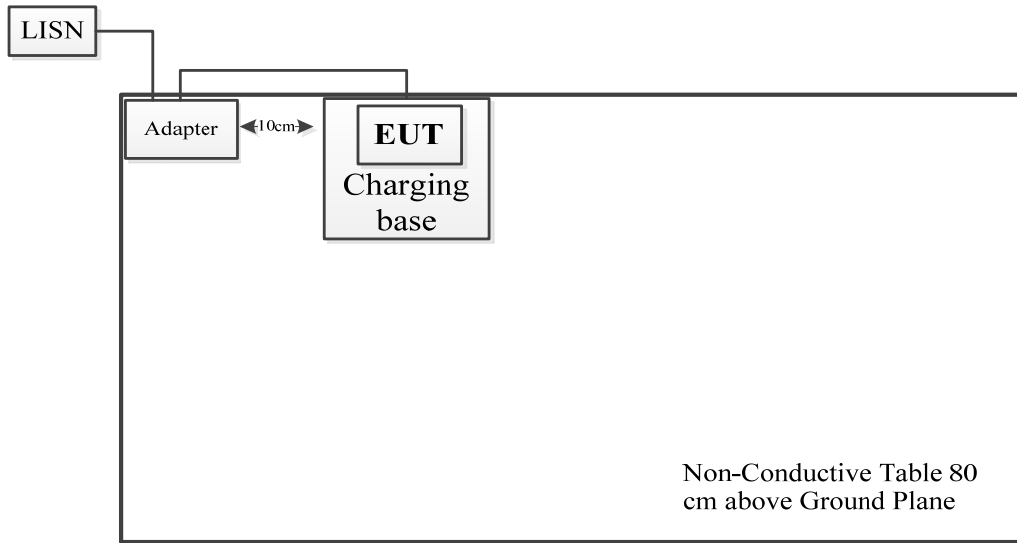 LISN
Adapter
10cm
EUT
Charging
base
Non-Conductive Table 80
cm above Ground Plane